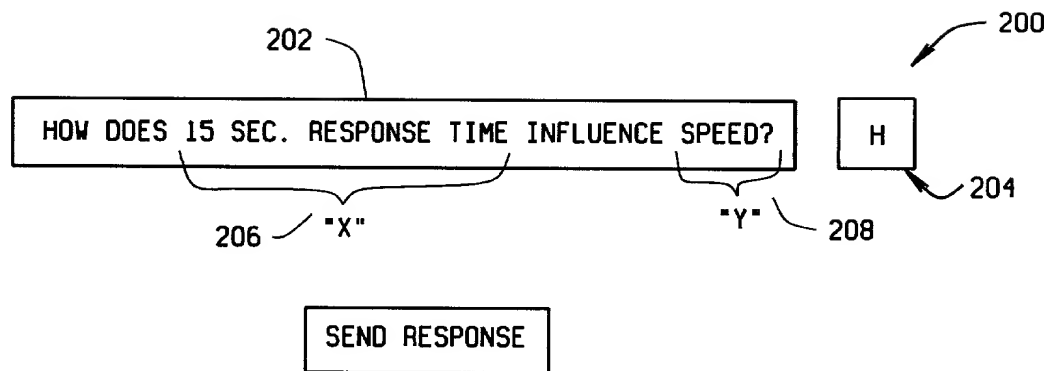 200
202
HOW DOES 15 SEC. RESPONSE TIME INFLUENCE SPEED? H
204
206 "X" "Y" 208
SEND RESPONSE